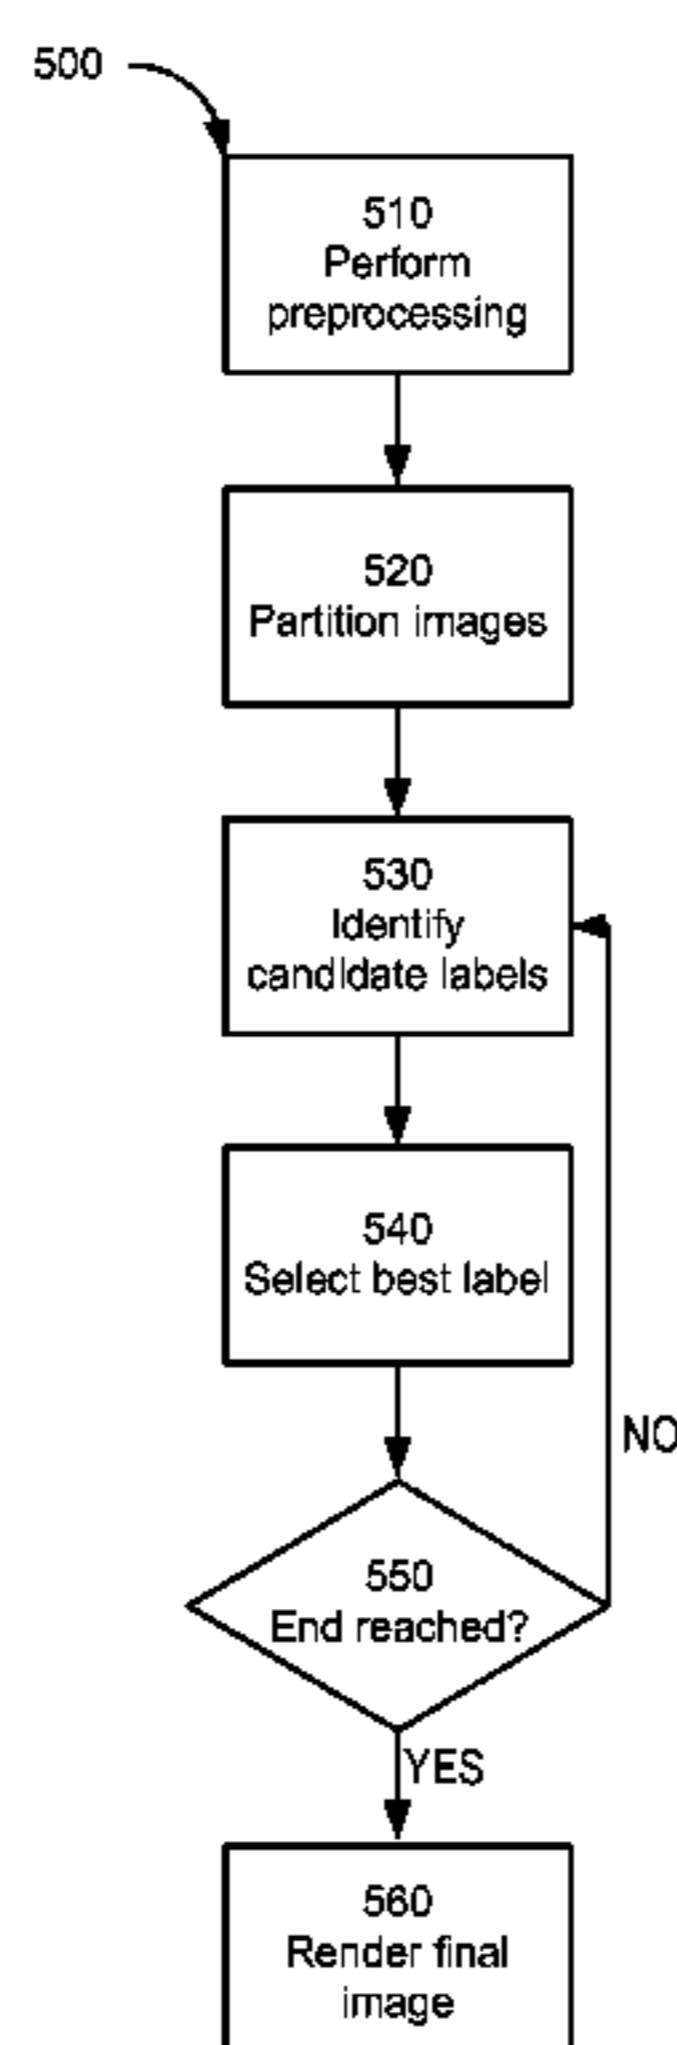 500
510
Perform
preprocessing
520
Partition images
530
Identify
candidate labels
540
Select best label
NO
550
End reached?
YES
560
Render final
image